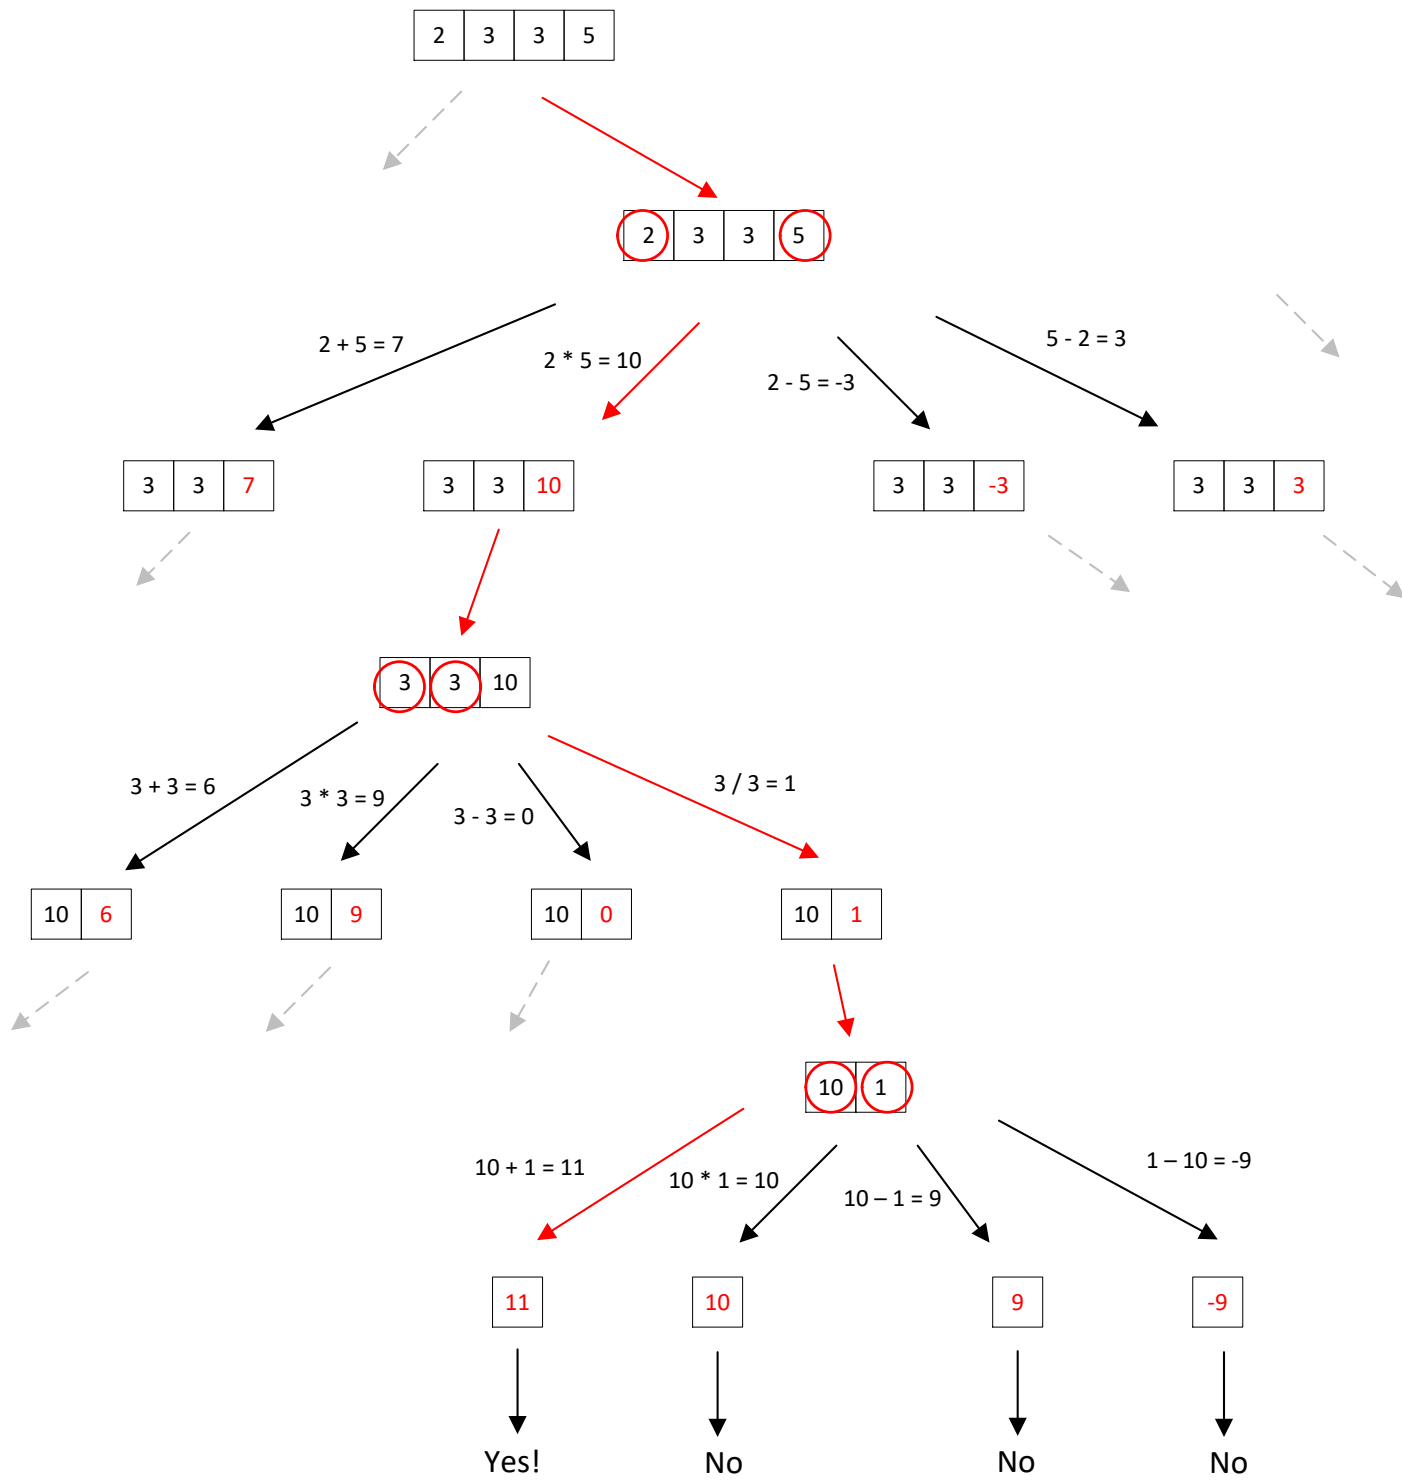 2 3 3 5
2 3 3 5
2 + 5 = 7
2 * 5 = 10
2 - 5 = -3
5 - 2 = 3
3 3 7
3 3 10
3 3 -3
3 3 3
3 3 10
3 + 3 = 6
3 * 3 = 9
3 - 3 = 0
3 / 3 = 1
10 6
10 9
10 0
10 1
10 1
10 + 1 = 11
10 * 1 = 10
10 – 1 = 9
1 – 10 = -9
11
10
9
-9
Yes!
No
No
No